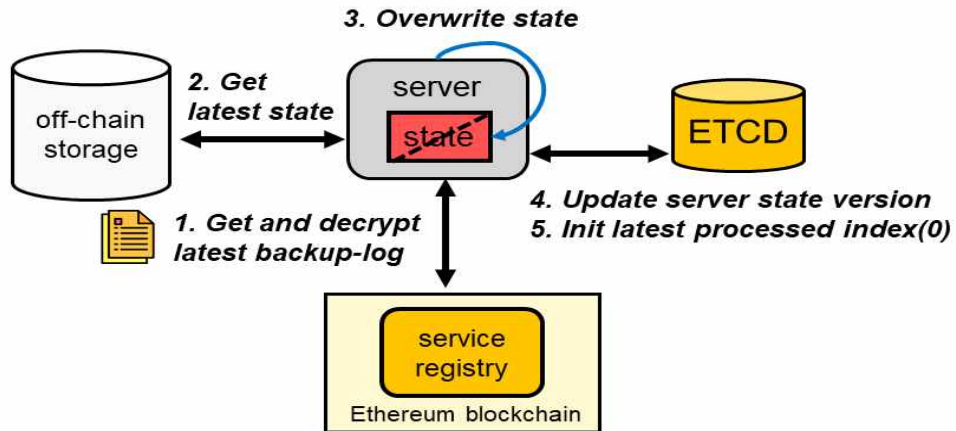 3. Overwrite state
2. Get
latest state
off-chain
storage
server
state
ETCD
4. Update server state version
5. Init latest processed index(0)
1. Get and decrypt
latest backup-log
service
registry
Ethereum blockchain